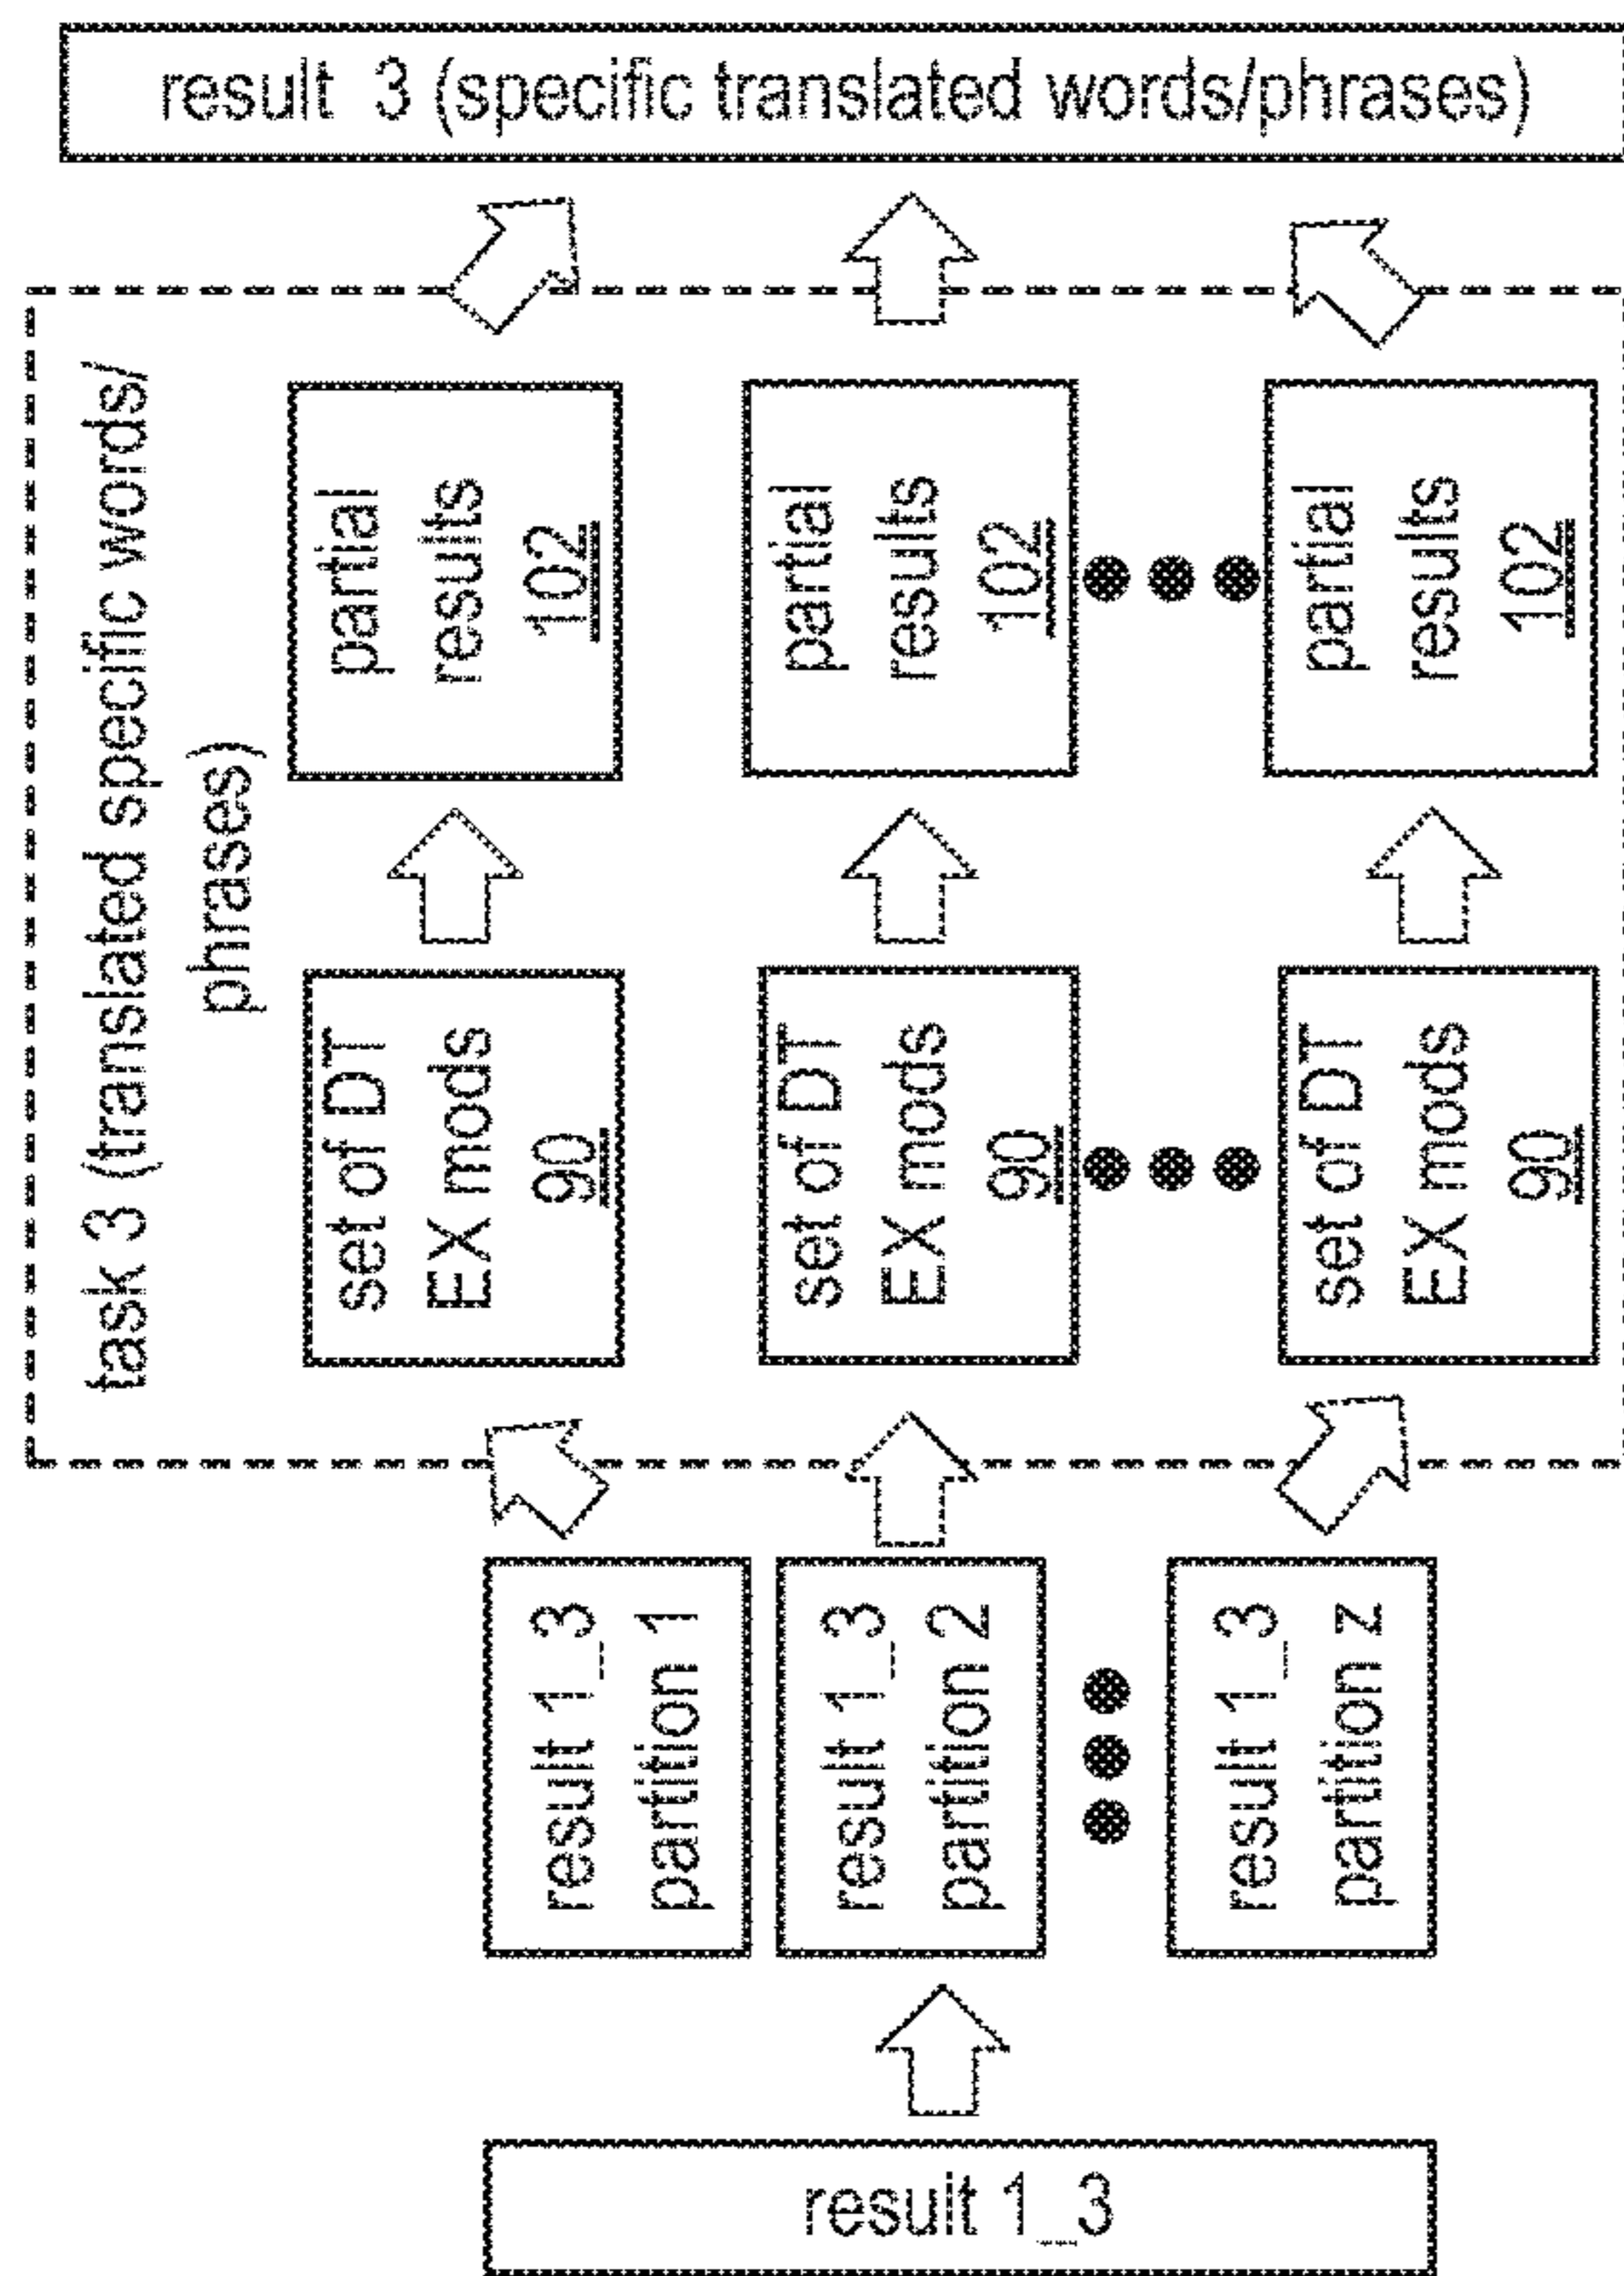 result 3 (specific translated words/phrases)
task 3 (translated specific words/
phrases)
partial
results
102
partial
results
102
partial
results
102
set of DT
EX mods
90
set of DT
EX mods
90
set of DT
EX mods
90
result 1_3
partition 1
result 1_3
partition 2
result 1_3
partition z
result 1_3